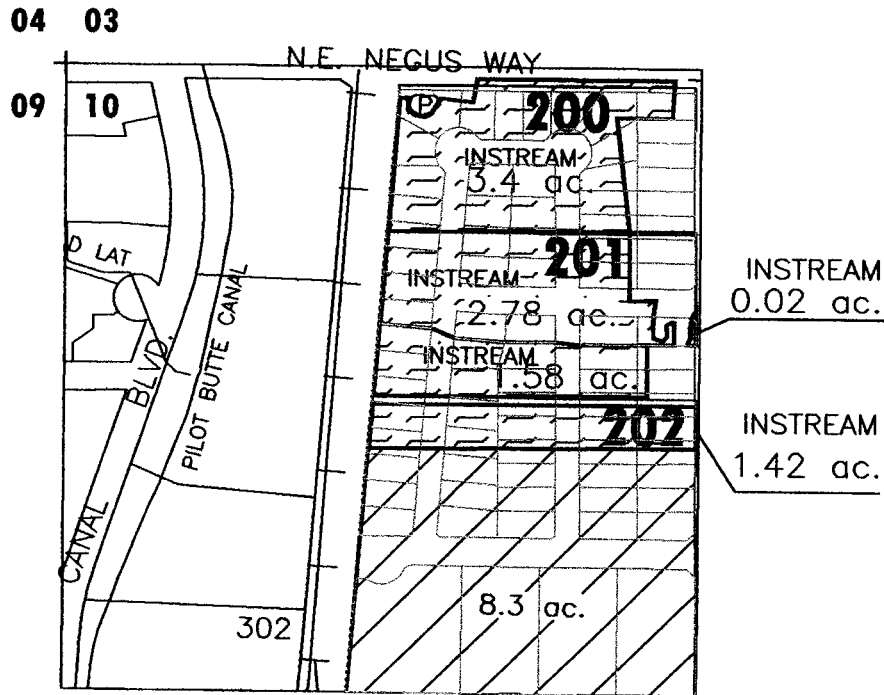 04 03
N.E. NEGUS WAY
09 10
P
200
INSTREAM
3.4 ac.
D LAT
201
INSTREAM
2.78 ac.
INSTREAM
0.02 ac.
INSTREAM
1.58 ac.
BLVD.
PILOT BUTTE CANAL
202
INSTREAM
1.42 ac.
CANAL
8.3 ac.
302